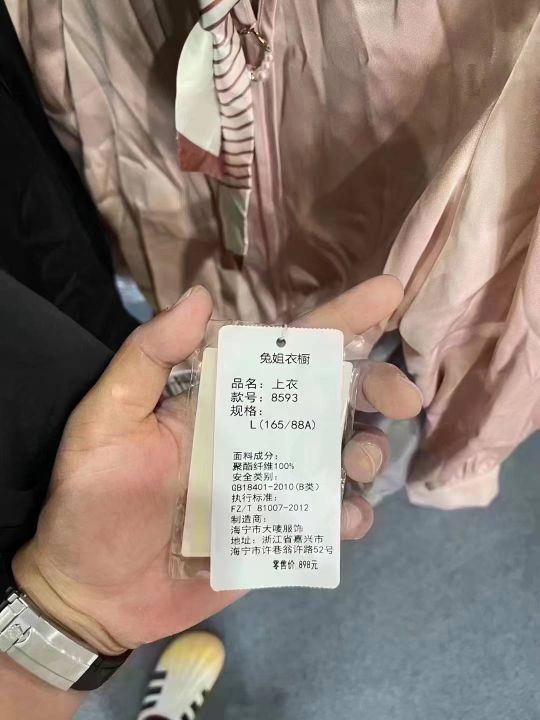 兔姐衣橱
品名：上衣
款号：8593
规格：
L(165/88A)
面料成分：
聚酯纤维100%
安全类别：
GB18401-2010(B类)
执行标准：
FZ/T 81007-2012
制造商：
海宁市大唛服饰
地址：浙江省嘉兴市
海宁市许巷翁许路52号
零售价 898元